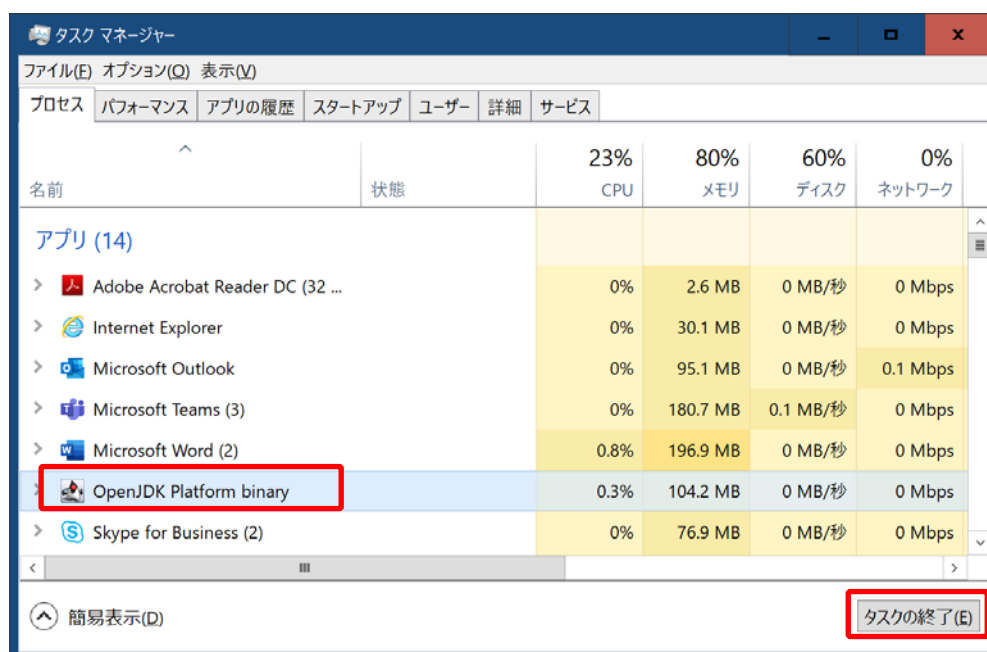 タスク マネージャー
ファイル(F) オプション(O) 表示(V)
プロセス パフォーマンス アプリの履歴 スタートアップ ユーザー 詳細 サービス
23% 80% 60% 0%
名前 状態 CPU メモリ ディスク ネットワーク
アプリ (14)
Adobe Acrobat Reader DC (32 ... 0% 2.6 MB 0 MB/秒 0 Mbps
Internet Explorer 0% 30.1 MB 0 MB/秒 0 Mbps
Microsoft Outlook 0% 95.1 MB 0 MB/秒 0.1 Mbps
Microsoft Teams (3) 0% 180.7 MB 0.1 MB/秒 0 Mbps
Microsoft Word (2) 0.8% 196.9 MB 0 MB/秒 0 Mbps
OpenJDK Platform binary 0.3% 104.2 MB 0 MB/秒 0 Mbps
Skype for Business (2) 0% 76.9 MB 0 MB/秒 0 Mbps
簡易表示(D) タスクの終了(E)